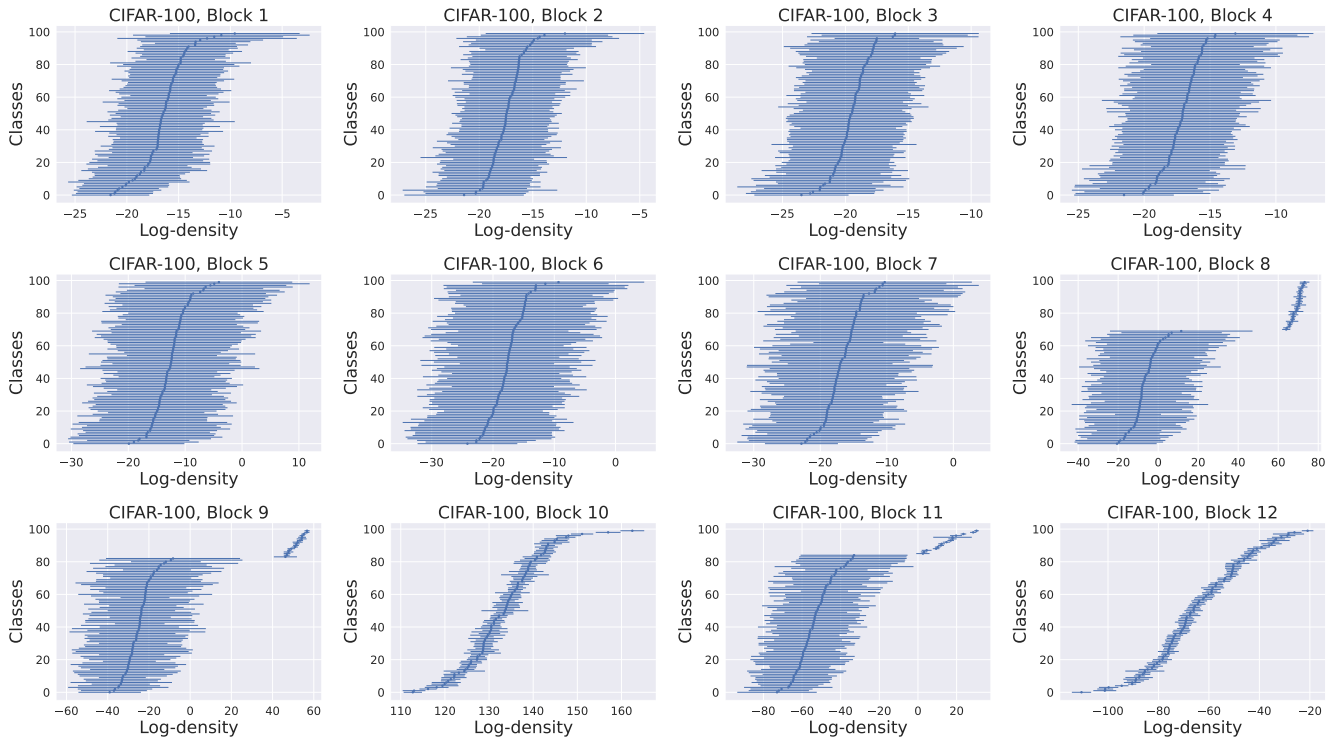 CIFAR-100, Block 1
100
80
60
40
20
0
Classes
−25 −20 −15 −10 −5
Log-density
CIFAR-100, Block 2
100
80
60
40
20
0
Classes
−25 −20 −15 −10 −5
Log-density
CIFAR-100, Block 3
100
80
60
40
20
0
Classes
−25 −20 −15 −10
Log-density
CIFAR-100, Block 4
100
80
60
40
20
0
Classes
−25 −20 −15 −10
Log-density
CIFAR-100, Block 5
100
80
60
40
20
0
Classes
−30 −20 −10 0 10
Log-density
CIFAR-100, Block 6
100
80
60
40
20
0
Classes
−30 −20 −10 0
Log-density
CIFAR-100, Block 7
100
80
60
40
20
0
Classes
−30 −20 −10 0
Log-density
CIFAR-100, Block 8
100
80
60
40
20
0
Classes
−40 −20 0 20 40 60 80
Log-density
CIFAR-100, Block 9
100
80
60
40
20
0
Classes
−60 −40 −20 0 20 40 60
Log-density
CIFAR-100, Block 10
100
80
60
40
20
0
Classes
110 120 130 140 150 160
Log-density
CIFAR-100, Block 11
100
80
60
40
20
0
Classes
−80 −60 −40 −20 0 20
Log-density
CIFAR-100, Block 12
100
80
60
40
20
0
Classes
−100 −80 −60 −40 −20
Log-density